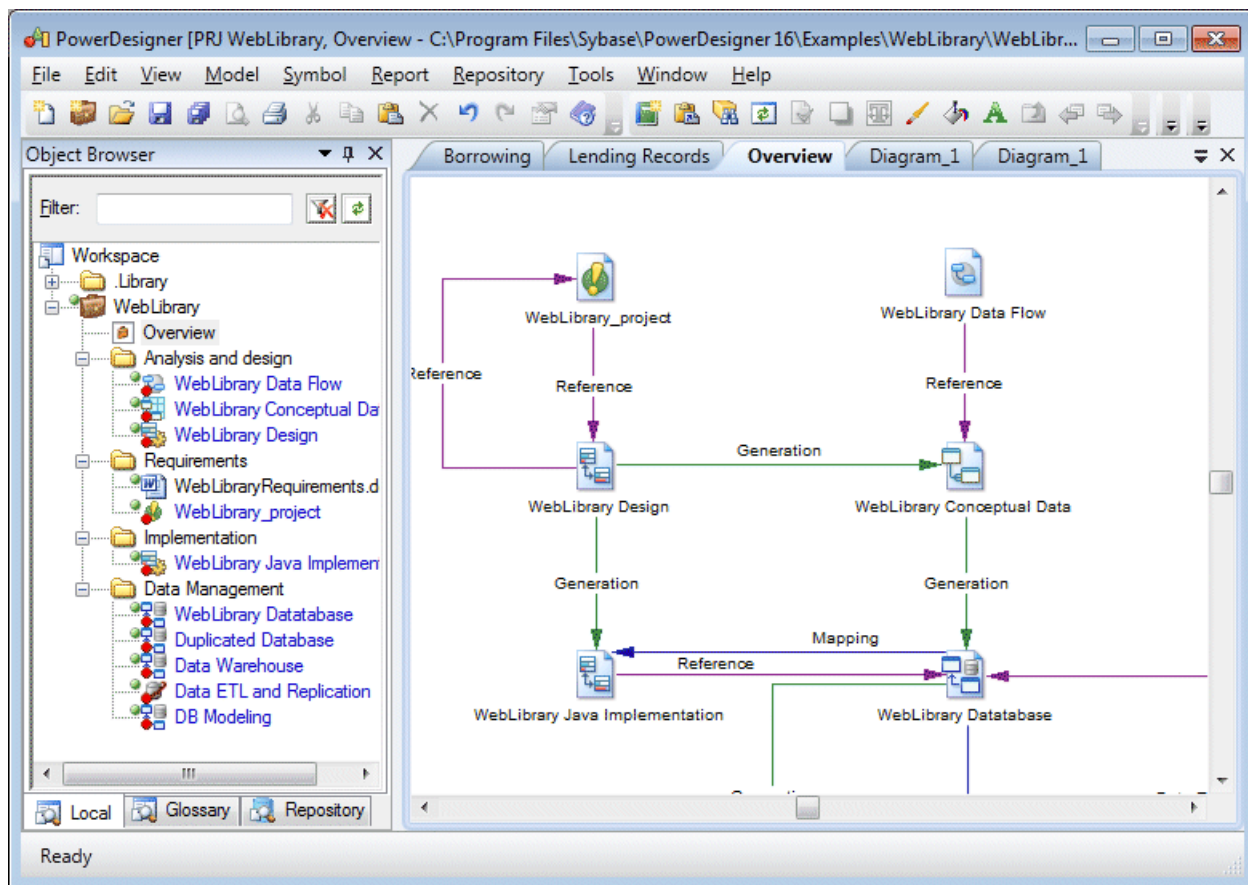 PowerDesigner [PRJ WebLibrary, Overview - C:\Program Files\Sybase\PowerDesigner 16\Examples\WebLibrary\WebLibr...
File Edit View Model Symbol Report Repository Tools Window Help
Object Browser
Filter:
Workspace
.Library
WebLibrary
Overview
Analysis and design
WebLibrary Data Flow
WebLibrary Conceptual Da
WebLibrary Design
Requirements
WebLibraryRequirements.d
WebLibrary_project
Implementation
WebLibrary Java Implemen
Data Management
WebLibrary Datatabase
Duplicated Database
Data Warehouse
Data ETL and Replication
DB Modeling
Local Glossary Repository
Borrowing Lending Records Overview Diagram_1 Diagram_1
WebLibrary_project
WebLibrary Data Flow
Reference
Reference
Reference
Generation
WebLibrary Design
WebLibrary Conceptual Data
Generation
Generation
Mapping
Reference
WebLibrary Java Implementation
WebLibrary Datatabase
Ready